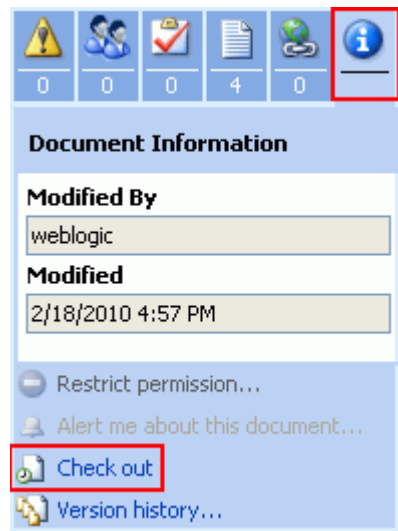 0 0 0 4 0
Document Information
Modified By
weblogic
Modified
2/18/2010 4:57 PM
Restrict permission...
Alert me about this document...
Check out
Version history...